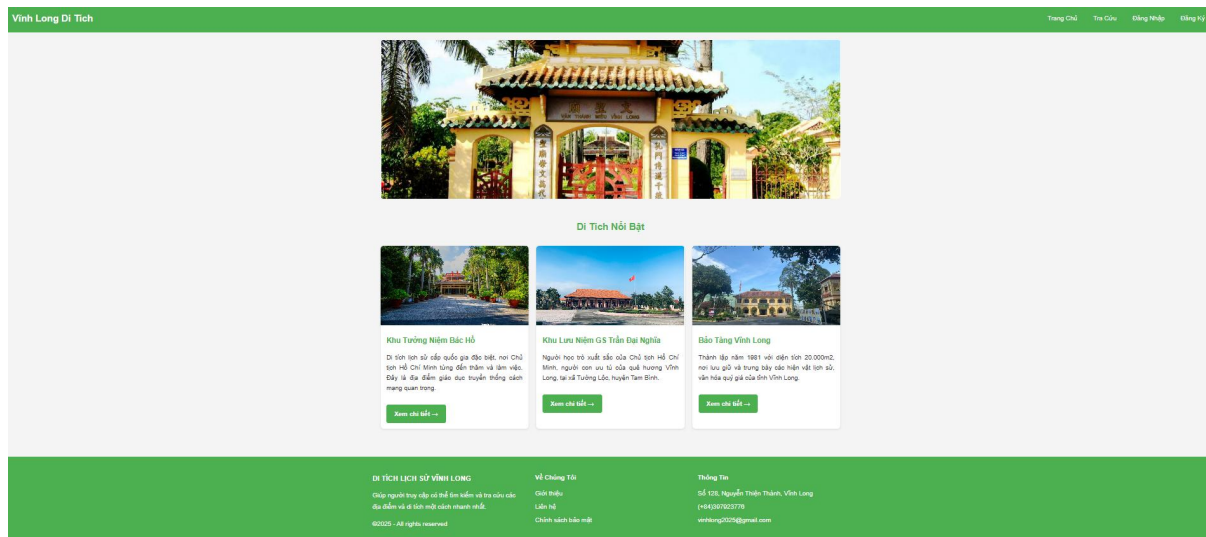 Vĩnh Long Di Tích
Trang Chủ
Tra Cứu
Đăng Nhập
Đăng Ký
VĂN THÁNH MIẾU VĨNH LONG
Di Tích Nổi Bật
Khu Tưởng Niệm Bác Hồ
Di tích lịch sử cấp quốc gia đặc biệt, nơi Chủ
tịch Hồ Chí Minh từng đến thăm và làm việc.
Đây là địa điểm giáo dục truyền thống cách
mạng quan trọng.
Xem chi tiết →
Khu Lưu Niệm GS Trần Đại Nghĩa
Người học trò xuất sắc của Chủ tịch Hồ Chí
Minh, người con ưu tú của quê hương Vĩnh
Long, tại xã Tường Lộc, huyện Tam Bình.
Xem chi tiết →
Bảo Tàng Vĩnh Long
Thành lập năm 1981 với diện tích 20.000m2,
nơi lưu giữ và trưng bày các hiện vật lịch sử,
văn hóa quý giá của tỉnh Vĩnh Long.
Xem chi tiết →
DI TÍCH LỊCH SỬ VĨNH LONG
Giúp người truy cập có thể tìm kiếm và tra cứu các
địa điểm và di tích một cách nhanh nhất.
©2025 - All rights reserved
Về Chúng Tôi
Giới thiệu
Liên hệ
Chính sách bảo mật
Thông Tin
Số 128, Nguyễn Thiện Thành, Vĩnh Long
(+84)397923776
vinhlong2025@gmail.com